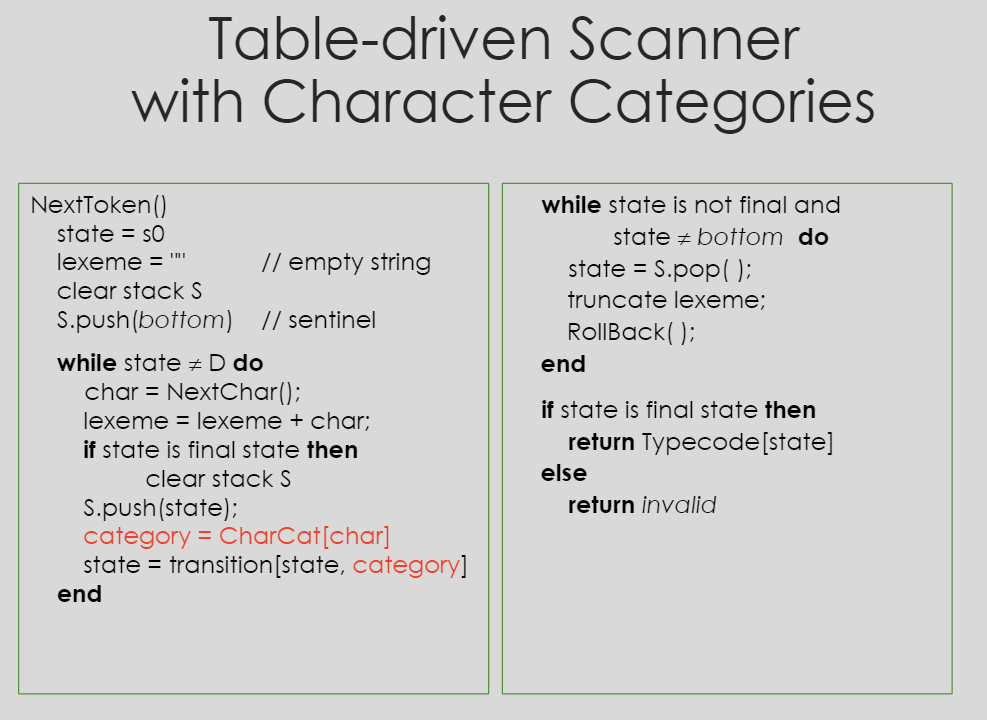 Table-driven Scanner
with Character Categories
NextToken()
state = s0
lexeme = "" // empty string
clear stack S
S.push(bottom) // sentinel
while state ≠ D do
char = NextChar();
lexeme = lexeme + char;
if state is final state then
clear stack S
S.push(state);
category = CharCat[char]
state = transition[state, category]
end
while state is not final and
state ≠ bottom do
state = S.pop( );
truncate lexeme;
RollBack( );
end
if state is final state then
return Typecode[state]
else
return invalid